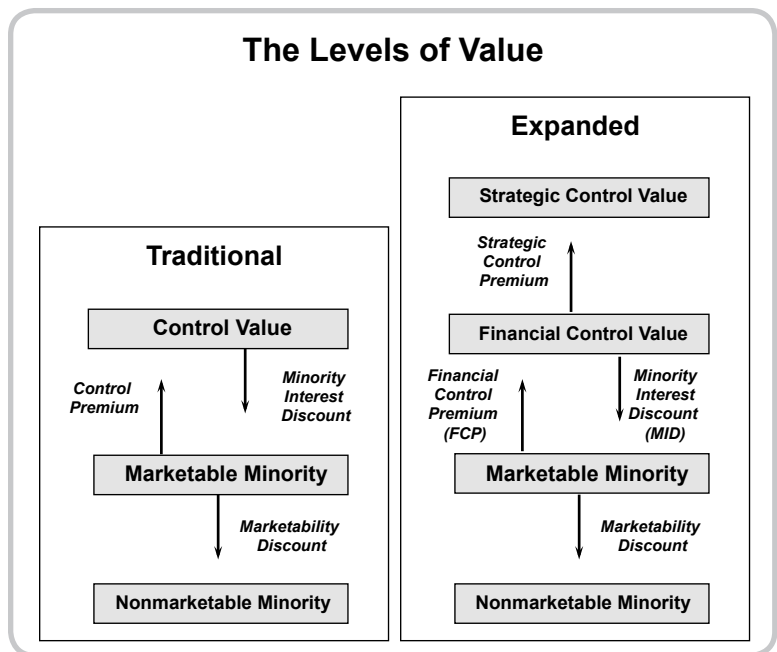 The Levels of Value
Traditional
Control Value
Control
Premium
Minority
Interest
Discount
Marketable Minority
Marketability
Discount
Nonmarketable Minority
Expanded
Strategic Control Value
Strategic
Control
Premium
Financial Control Value
Financial
Control
Premium
(FCP)
Minority
Interest
Discount
(MID)
Marketable Minority
Marketability
Discount
Nonmarketable Minority